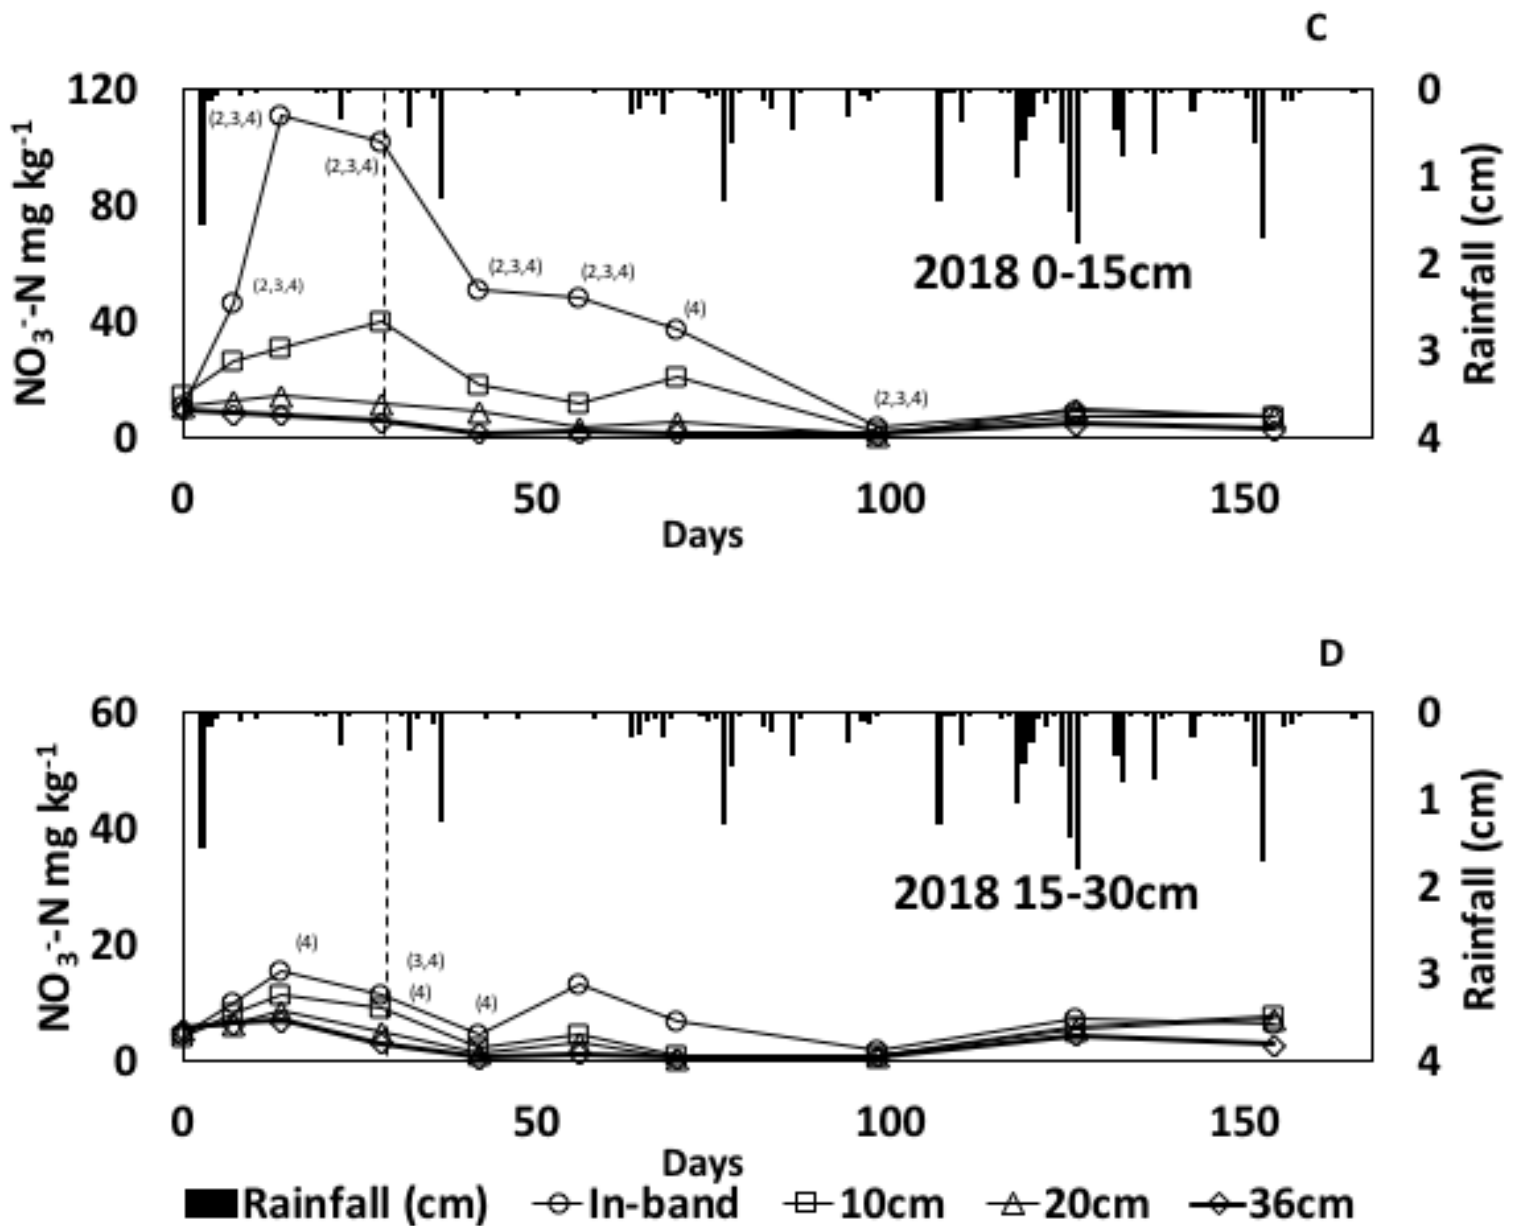 C
120
80
40
0
NO₃⁻-N mg kg⁻¹
0
1
2
3
4
Rainfall (cm)
(2,3,4)
(2,3,4)
(2,3,4)
(2,3,4)
(2,3,4)
(4)
(2,3,4)
2018 0-15cm
0 50 100 150
Days
D
60
40
20
0
NO₃⁻-N mg kg⁻¹
0
1
2
3
4
Rainfall (cm)
2018 15-30cm
(4)
(3,4)
(4)
(4)
0 50 100 150
Days
Rainfall (cm) In-band 10cm 20cm 36cm